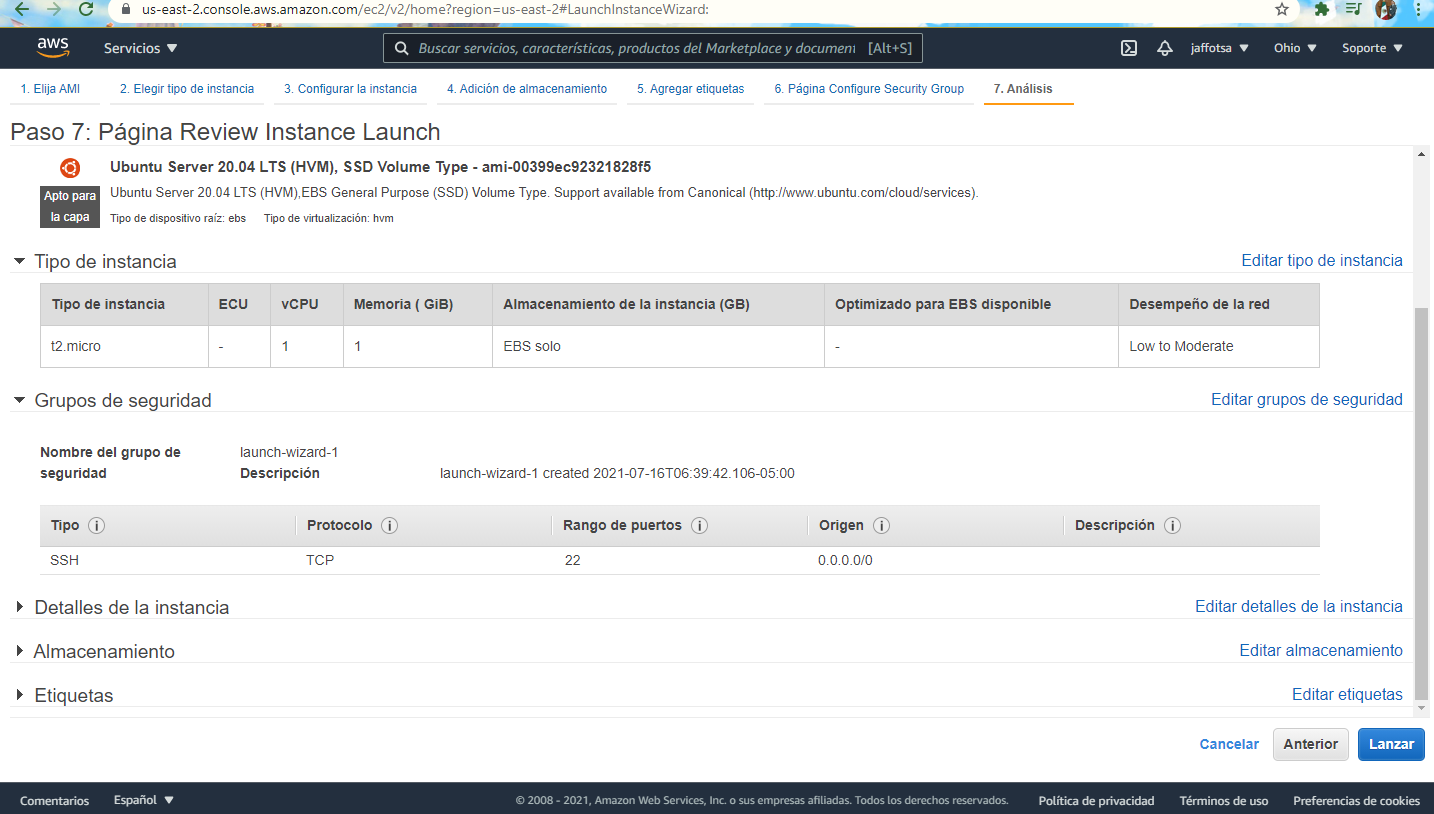 us-east-2.console.aws.amazon.com/ec2/v2/home?region=us-east-2#LaunchInstanceWizard:
aws Servicios Buscar servicios, características, productos del Marketplace y document [Alt+S] jaffotsa Ohio Soporte
1. Elija AMI 2. Elegir tipo de instancia 3. Configurar la instancia 4. Adición de almacenamiento 5. Agregar etiquetas 6. Página Configure Security Group 7. Análisis
Paso 7: Página Review Instance Launch
Ubuntu Server 20.04 LTS (HVM), SSD Volume Type - ami-00399ec92321828f5
Apto para la capa
Ubuntu Server 20.04 LTS (HVM),EBS General Purpose (SSD) Volume Type. Support available from Canonical (http://www.ubuntu.com/cloud/services).
Tipo de dispositivo raíz: ebs Tipo de virtualización: hvm
Tipo de instancia Editar tipo de instancia
Tipo de instancia ECU vCPU Memoria ( GiB) Almacenamiento de la instancia (GB) Optimizado para EBS disponible Desempeño de la red
t2.micro - 1 1 EBS solo - Low to Moderate
Grupos de seguridad Editar grupos de seguridad
Nombre del grupo de seguridad launch-wizard-1
Descripción launch-wizard-1 created 2021-07-16T06:39:42.106-05:00
Tipo i Protocolo i Rango de puertos i Origen i Descripción i
SSH TCP 22 0.0.0.0/0
Detalles de la instancia Editar detalles de la instancia
Almacenamiento Editar almacenamiento
Etiquetas Editar etiquetas
Cancelar Anterior Lanzar
Comentarios Español © 2008 - 2021, Amazon Web Services, Inc. o sus empresas afiliadas. Todos los derechos reservados. Política de privacidad Términos de uso Preferencias de cookies